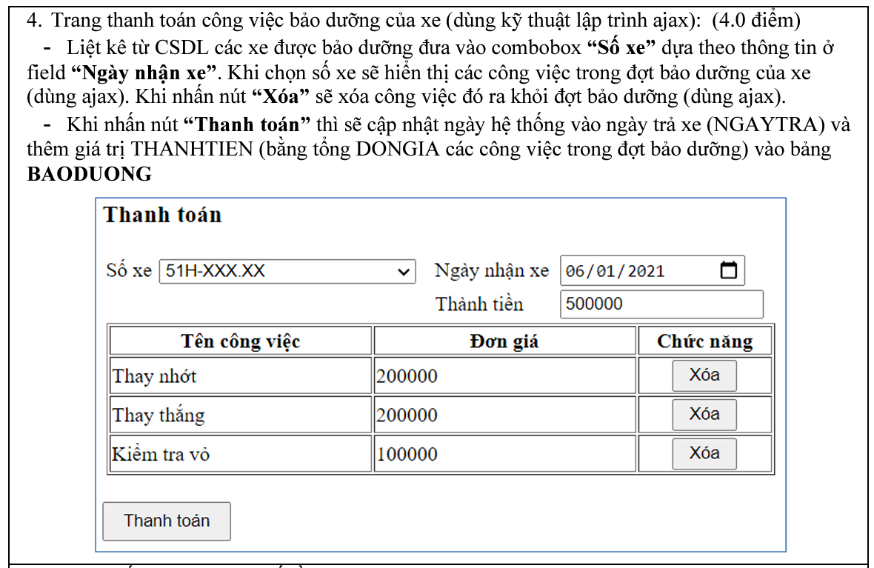 4. Trang thanh toán công việc bảo dưỡng của xe (dùng kỹ thuật lập trình ajax): (4.0 điểm)
- Liệt kê từ CSDL các xe được bảo dưỡng đưa vào combobox “Số xe” dựa theo thông tin ở
field “Ngày nhận xe”. Khi chọn số xe sẽ hiển thị các công việc trong đợt bảo dưỡng của xe
(dùng ajax). Khi nhấn nút “Xóa” sẽ xóa công việc đó ra khỏi đợt bảo dưỡng (dùng ajax).
- Khi nhấn nút “Thanh toán” thì sẽ cập nhật ngày hệ thống vào ngày trả xe (NGAYTRA) và
thêm giá trị THANHTIEN (bằng tổng DONGIA các công việc trong đợt bảo dưỡng) vào bảng
BAODUONG
Thanh toán
Số xe 51H-XXX.XX Ngày nhận xe 06/01/2021
Thành tiền 500000
Tên công việc Đơn giá Chức năng
Thay nhớt 200000 Xóa
Thay thắng 200000 Xóa
Kiểm tra vỏ 100000 Xóa
Thanh toán